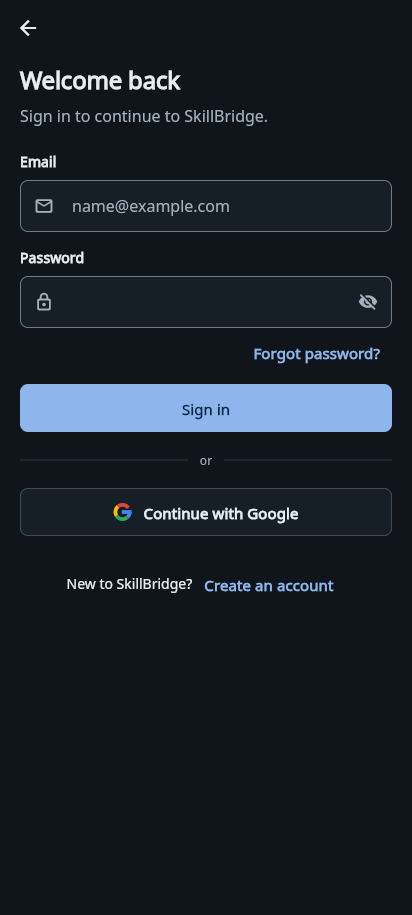 Welcome back
Sign in to continue to SkillBridge.
Email
name@example.com
Password
Forgot password?
Sign in
or
Continue with Google
New to SkillBridge? Create an account